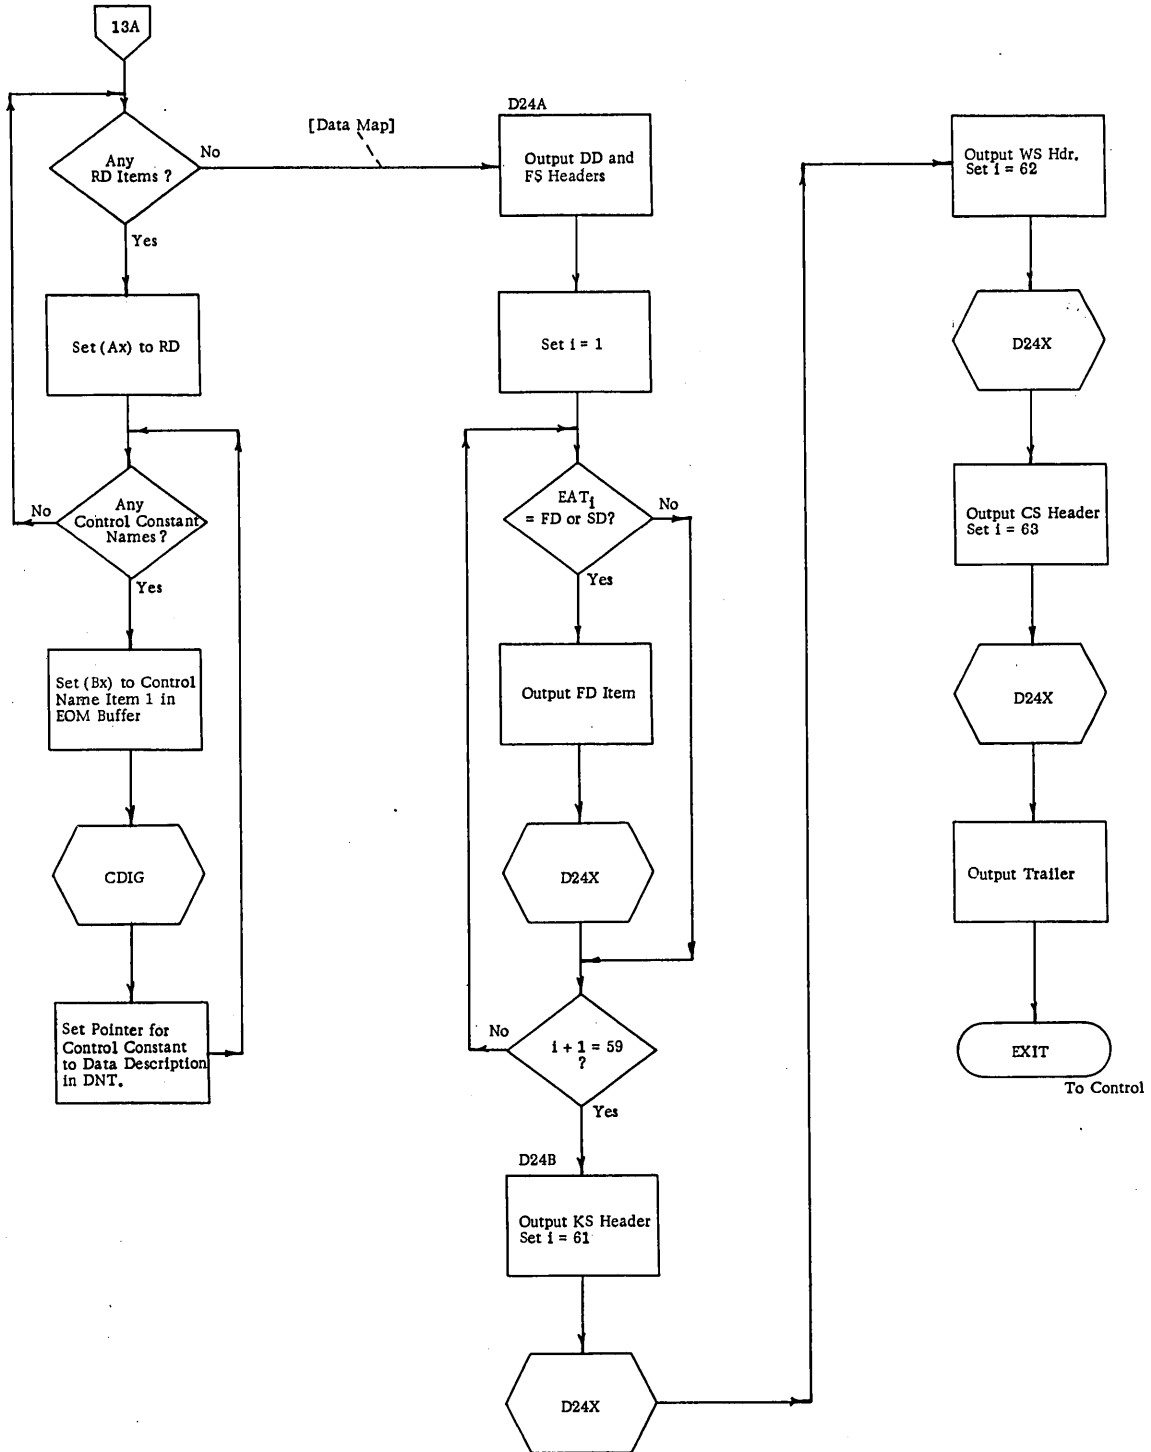 13A
Any
RD Items ?
No
Yes
Set (Ax) to RD
Any
Control Constant
Names ?
No
Yes
Set (Bx) to Control
Name Item 1 in
EOM Buffer
CDIG
Set Pointer for
Control Constant
to Data Description
in DNT.
[Data Map]
D24A
Output DD and
FS Headers
Set i = 1
EATi
= FD or SD?
No
Yes
Output FD Item
D24X
No
i + 1 = 59
?
Yes
D24B
Output KS Header
Set i = 61
D24X
Output WS Hdr.
Set i = 62
D24X
Output CS Header
Set i = 63
D24X
Output Trailer
EXIT
To Control